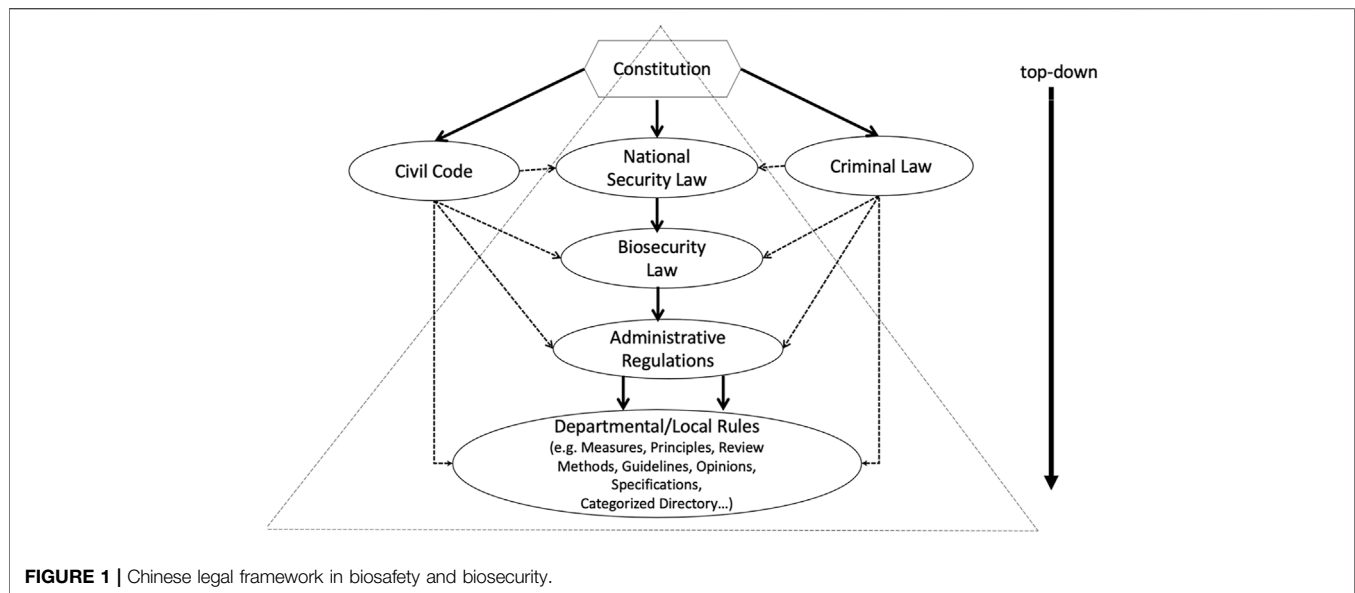 Constitution
top-down
Civil Code
National
Security Law
Criminal Law
Biosecurity
Law
Administrative
Regulations
Departmental/Local Rules
(e.g. Measures, Principles, Review
Methods, Guidelines, Opinions,
Specifications,
Categorized Directory...)
FIGURE 1 | Chinese legal framework in biosafety and biosecurity.